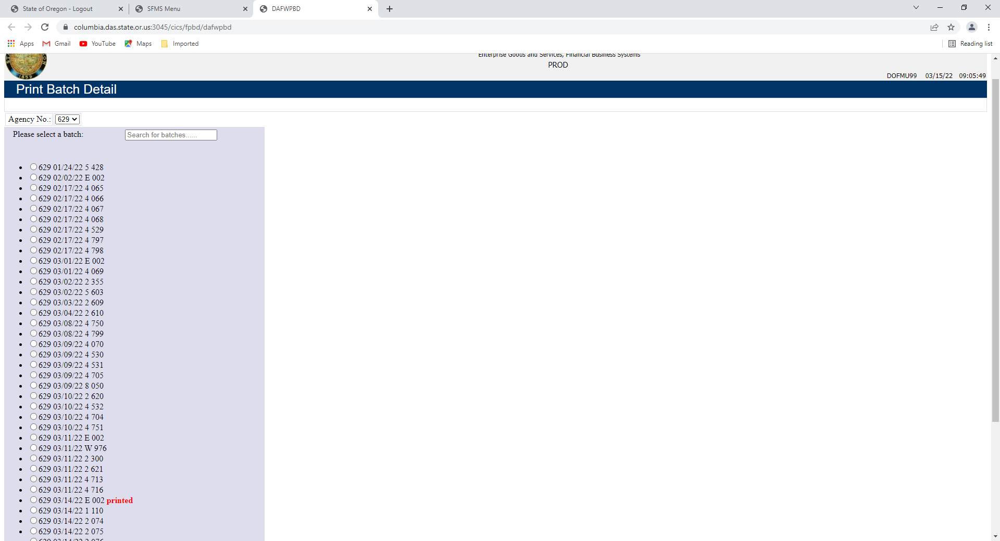 State of Oregon - Logout
SFMS Menu
DAFWPBD
columbia.das.state.or.us:3045/cics/fpbd/dafwpbd
Apps Gmail YouTube Maps Imported Reading list
1859
Enterprise Goods and Services, Financial Business Systems
PROD
DOFMU99 03/15/22 09:05:49
Print Batch Detail
Agency No.: 629
Please select a batch: Search for batches......
629 01/24/22 5 428
629 02/02/22 E 002
629 02/17/22 4 065
629 02/17/22 4 066
629 02/17/22 4 067
629 02/17/22 4 068
629 02/17/22 4 529
629 02/17/22 4 797
629 02/17/22 4 798
629 03/01/22 E 002
629 03/01/22 4 069
629 03/02/22 2 355
629 03/02/22 5 603
629 03/03/22 2 609
629 03/04/22 2 610
629 03/08/22 4 750
629 03/08/22 4 799
629 03/09/22 4 070
629 03/09/22 4 530
629 03/09/22 4 531
629 03/09/22 4 705
629 03/09/22 8 050
629 03/10/22 2 620
629 03/10/22 4 532
629 03/10/22 4 704
629 03/10/22 4 751
629 03/11/22 E 002
629 03/11/22 W 976
629 03/11/22 2 300
629 03/11/22 2 621
629 03/11/22 4 713
629 03/11/22 4 716
629 03/14/22 E 002 printed
629 03/14/22 1 110
629 03/14/22 2 074
629 03/14/22 2 075
629 03/14/22 2 076